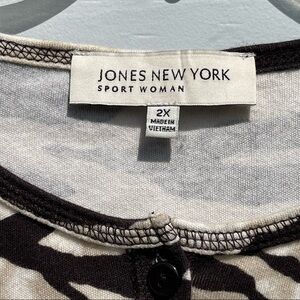 JONES NEW YORK
SPORT WOMAN
2X
MADE IN
VIETNAM